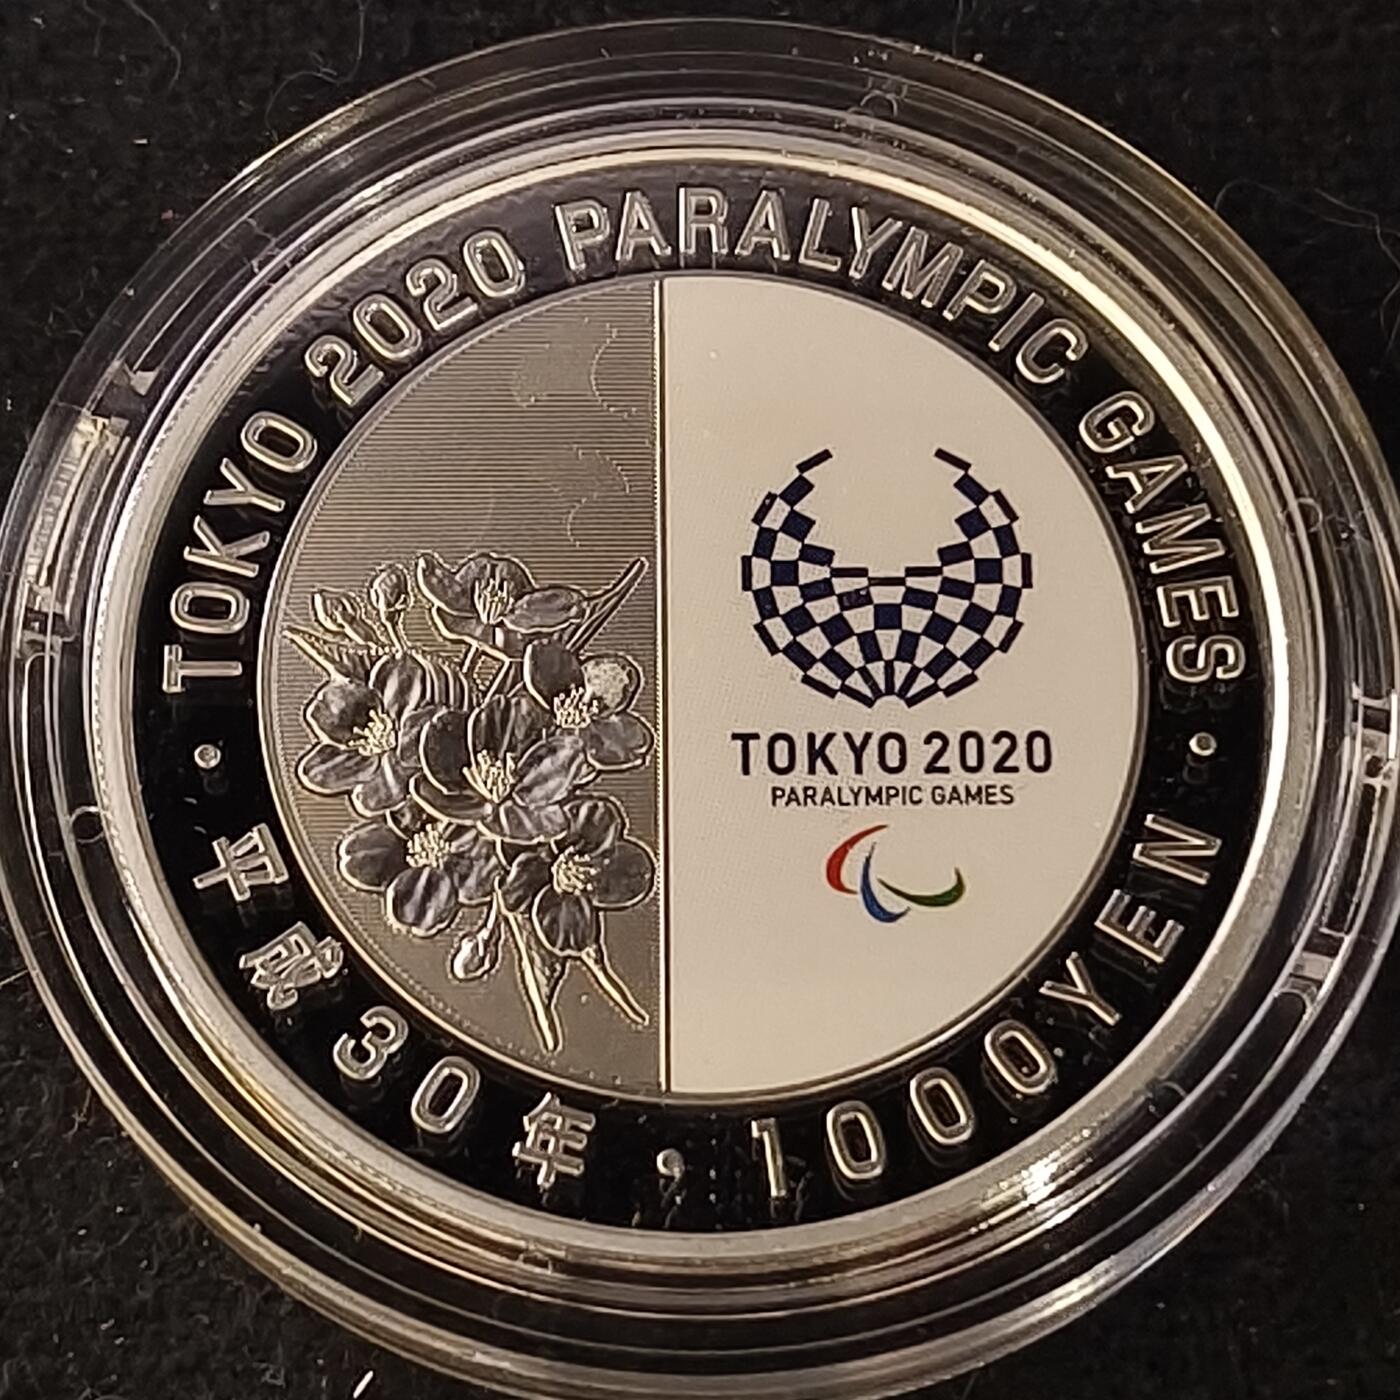 TOKYO 2020 PARALYMPIC GAMES
TOKYO 2020
PARALYMPIC GAMES
平成30年・1000YEN